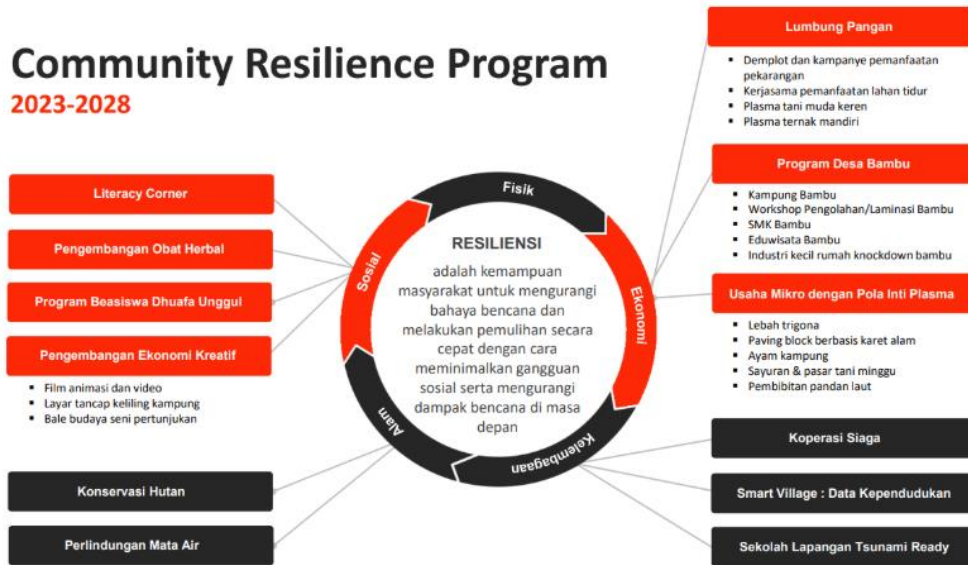 Community Resilience Program
2023-2028
Literacy Corner
Pengembangan Obat Herbal
Program Beasiswa Dhuafa Unggul
Pengembangan Ekonomi Kreatif
▪ Film animasi dan video
▪ Layar tancap keliling kampung
▪ Bale budaya seni pertunjukan
Konservasi Hutan
Perlindungan Mata Air
Fisik
Ekonomi
Kelembagaan
Alam
Sosial
RESILIENSI
adalah kemampuan
masyarakat untuk mengurangi
bahaya bencana dan
melakukan pemulihan secara
cepat dengan cara
meminimalkan gangguan
sosial serta mengurangi
dampak bencana di masa
depan
Lumbung Pangan
▪ Demplot dan kampanye pemanfaatan
pekarangan
▪ Kerjasama pemanfaatan lahan tidur
▪ Plasma tani muda keren
▪ Plasma ternak mandiri
Program Desa Bambu
▪ Kampung Bambu
▪ Workshop Pengolahan/Laminasi Bambu
▪ SMK Bambu
▪ Eduwisata Bambu
▪ Industri kecil rumah knockdown bambu
Usaha Mikro dengan Pola Inti Plasma
▪ Lebah trigona
▪ Paving block berbasis karet alam
▪ Ayam kampung
▪ Sayuran & pasar tani minggu
▪ Pembibitan pandan laut
Koperasi Siaga
Smart Village : Data Kependudukan
Sekolah Lapangan Tsunami Ready